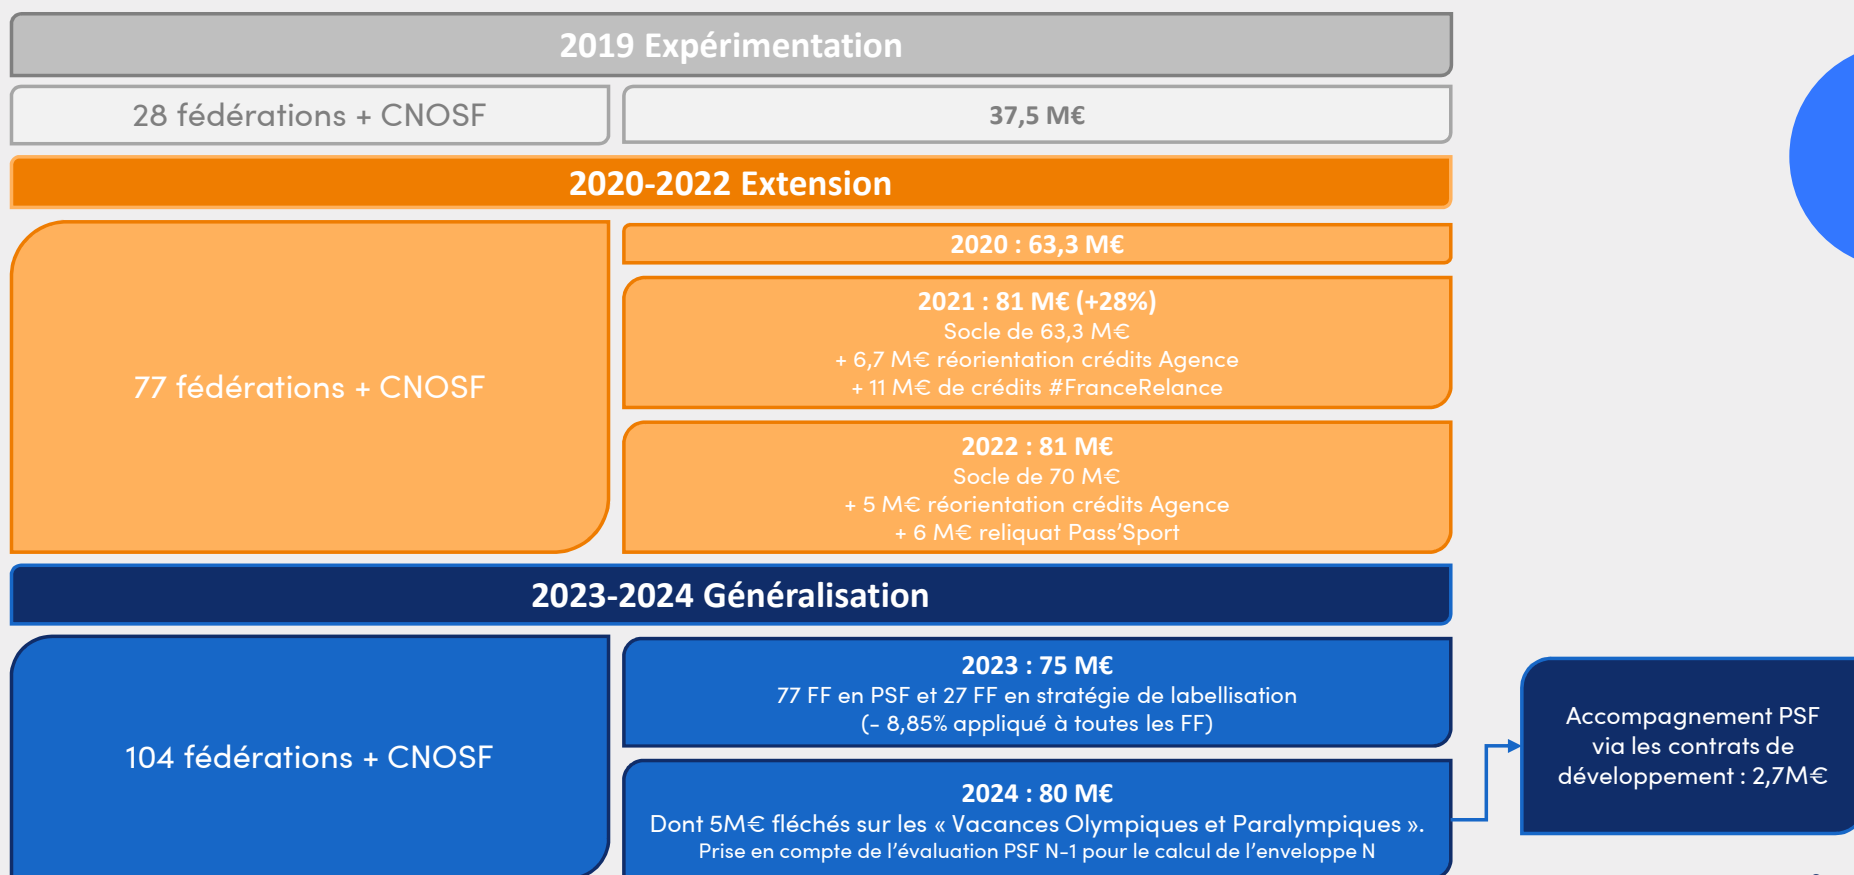 2019 Expérimentation
28 fédérations + CNOSF
37,5 M€
2020-2022 Extension
77 fédérations + CNOSF
2020 : 63,3 M€
2021 : 81 M€ (+28%)
Socle de 63,3 M€
+ 6,7 M€ réorientation crédits Agence
+ 11 M€ de crédits #FranceRelance
2022 : 81 M€
Socle de 70 M€
+ 5 M€ réorientation crédits Agence
+ 6 M€ reliquat Pass’Sport
2023-2024 Généralisation
104 fédérations + CNOSF
2023 : 75 M€
77 FF en PSF et 27 FF en stratégie de labellisation
(- 8,85% appliqué à toutes les FF)
2024 : 80 M€
Dont 5M€ fléchés sur les « Vacances Olympiques et Paralympiques ».
Prise en compte de l’évaluation PSF N-1 pour le calcul de l’enveloppe N
Accompagnement PSF
via les contrats de
développement : 2,7M€